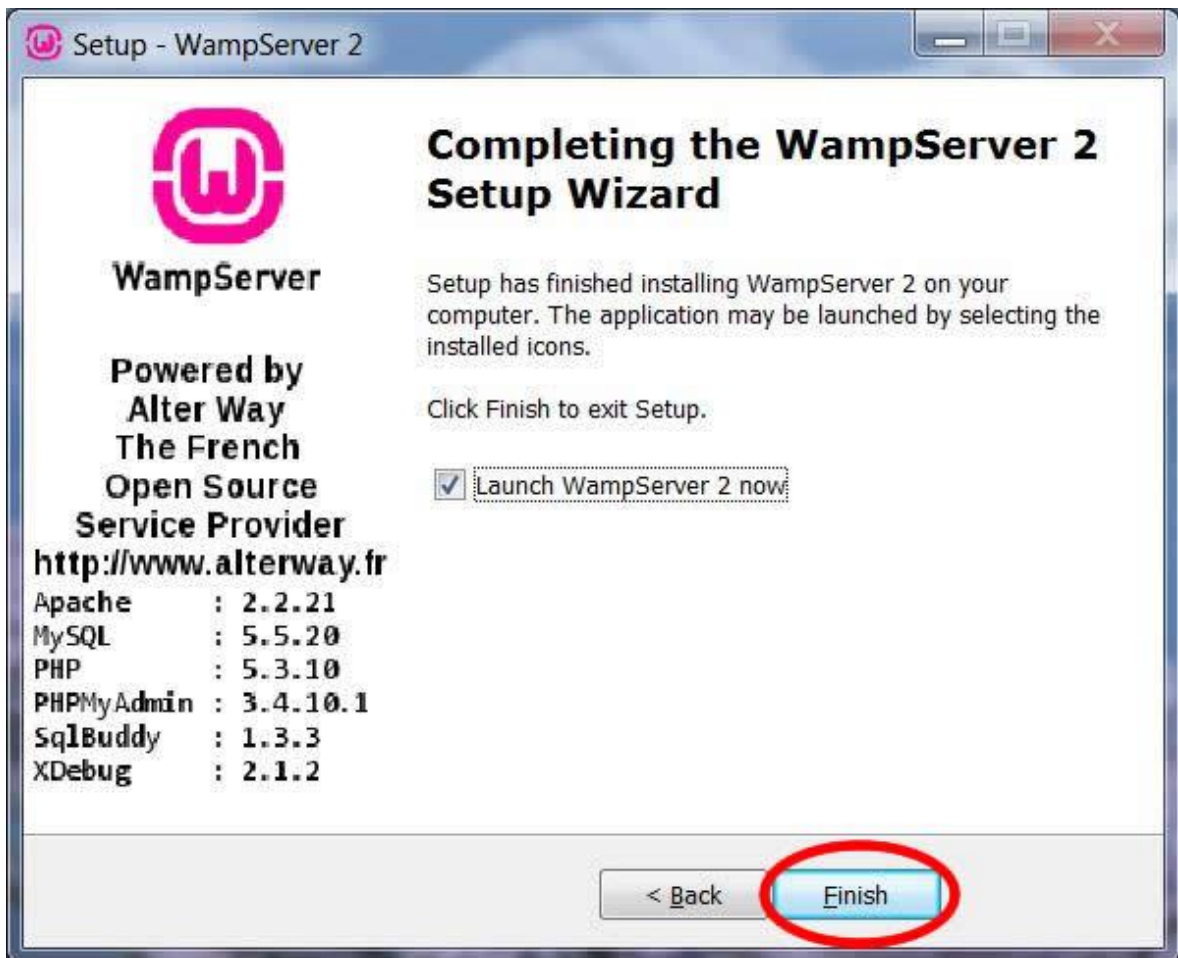 Setup - WampServer 2
WampServer
Powered by
Alter Way
The French
Open Source
Service Provider
http://www.alterway.fr
Apache : 2.2.21
MySQL : 5.5.20
PHP : 5.3.10
PHPMyAdmin : 3.4.10.1
SqlBuddy : 1.3.3
XDebug : 2.1.2
Completing the WampServer 2
Setup Wizard
Setup has finished installing WampServer 2 on your
computer. The application may be launched by selecting the
installed icons.
Click Finish to exit Setup.
Launch WampServer 2 now
< Back
Finish